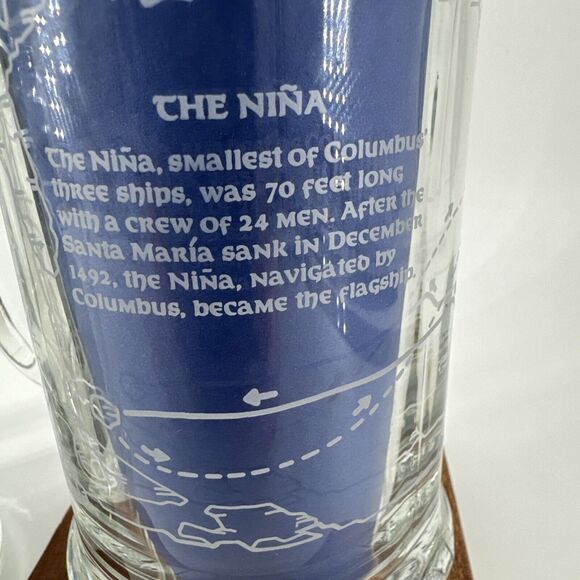 THE NIÑA
The Niña, smallest of Columbus'
three ships, was 70 feet long
with a crew of 24 men. After the
Santa María sank in December
1492, the Niña, navigated by
Columbus, became the flagship.